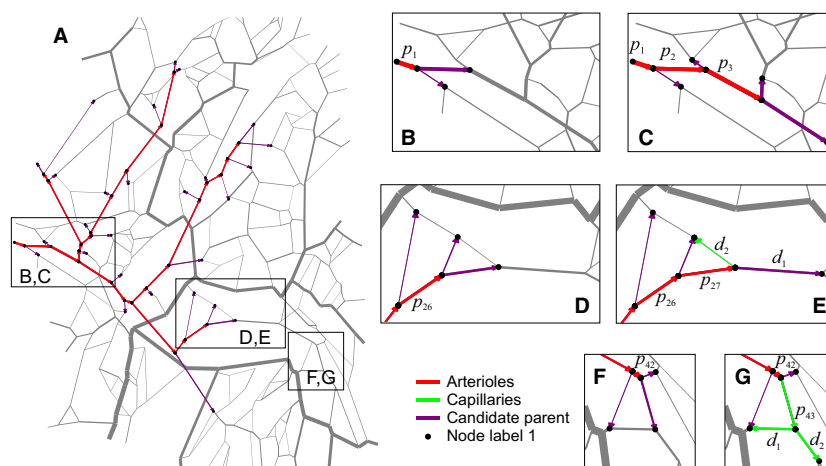 A
B,C
D,E
F,G
p1
B
p1
p2
p3
C
p26
D
p26
p27
d2
d1
E
Arterioles
Capillaries
Candidate parent
Node label 1
F
p42
G
p42
p43
d1
d2